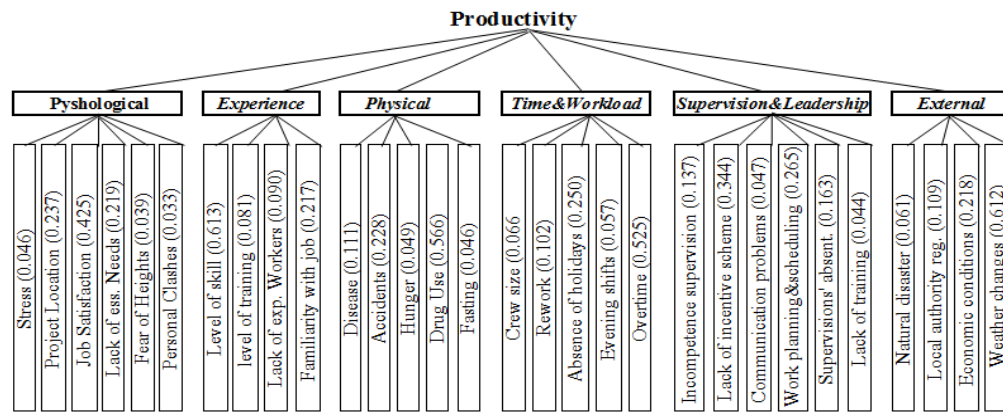 Productivity
Pyshological
Experience
Physical
Time&Workload
Supervision&Leadership
External
Stress (0.046)
Project Location (0.237)
Job Satisfaction (0.425)
Lack of ess. Needs (0.219)
Fear of Heights (0.039)
Personal Clashes (0.033)
Level of skill (0.613)
level of training (0.081)
Lack of exp. Workers (0.090)
Familiarity with job (0.217)
Disease (0.111)
Accidents (0.228)
Hunger (0.049)
Drug Use (0.566)
Fasting (0.046)
Crew size (0.066
Rework (0.102)
Absence of holidays (0.250)
Evening shifts (0.057)
Overtime (0.525)
Incompetence supervision (0.137)
Lack of incentive scheme (0.344)
Communication problems (0.047)
Work planning&scheduling (0.265)
Supervisions' absent. (0.163)
Lack of training (0.044)
Natural disaster (0.061)
Local authority reg. (0.109)
Economic conditions (0.218)
Weather changes (0.612)